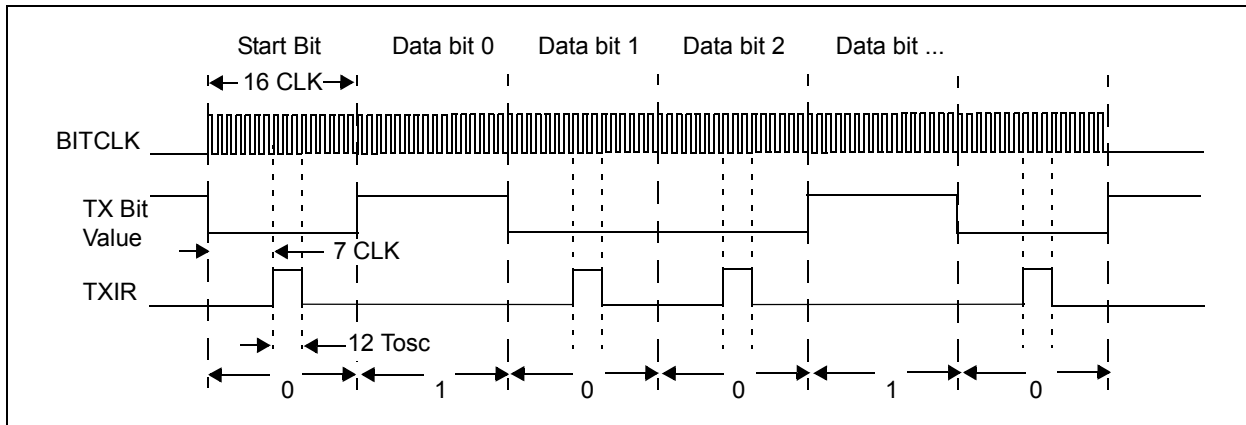 Start Bit Data bit 0 Data bit 1 Data bit 2 Data bit ...
16 CLK
BITCLK
TX Bit
Value
7 CLK
TXIR
12 Tosc
0 1 0 0 1 0